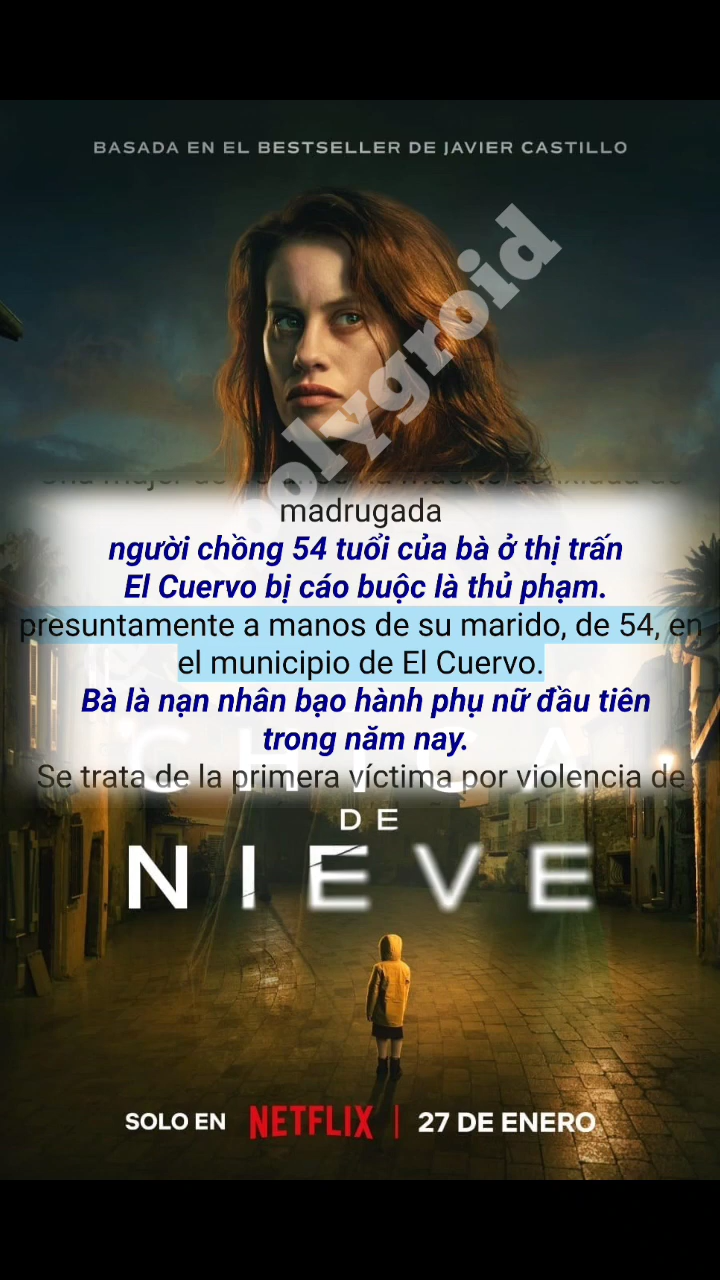 BASADA EN EL BESTSELLER DE JAVIER CASTILLO
polygroid
madrugada
người chồng 54 tuổi của bà ở thị trấn
El Cuervo bị cáo buộc là thủ phạm.
presuntamente a manos de su marido, de 54, en
el municipio de El Cuervo.
Bà là nạn nhân bạo hành phụ nữ đầu tiên
trong năm nay.
CHICA
Se trata de la primera víctima por violencia de
DE
NIEVE
SOLO EN NETFLIX | 27 DE ENERO